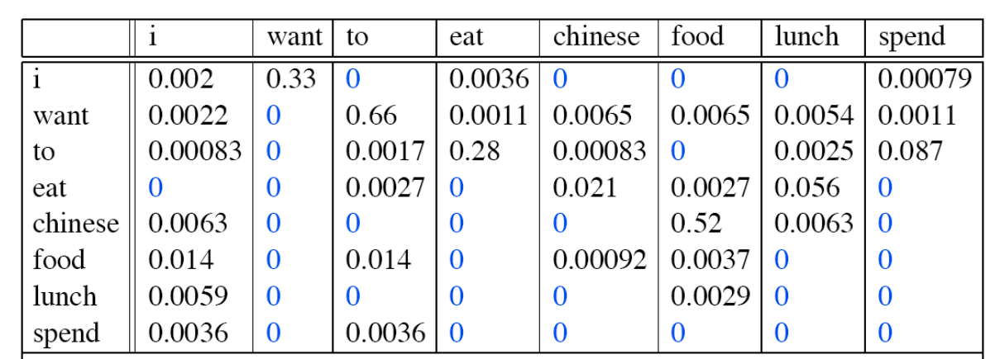 i want to eat chinese food lunch spend
i 0.002 0.33 0 0.0036 0 0 0 0.00079
want 0.0022 0 0.66 0.0011 0.0065 0.0065 0.0054 0.0011
to 0.00083 0 0.0017 0.28 0.00083 0 0.0025 0.087
eat 0 0 0.0027 0 0.021 0.0027 0.056 0
chinese 0.0063 0 0 0 0 0.52 0.0063 0
food 0.014 0 0.014 0 0.00092 0.0037 0 0
lunch 0.0059 0 0 0 0 0.0029 0 0
spend 0.0036 0 0.0036 0 0 0 0 0